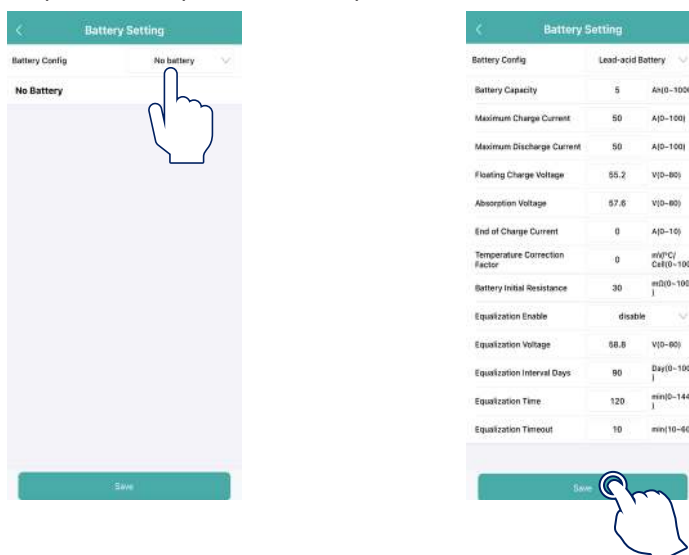 Battery Setting
Battery Config No battery
No Battery
Save
Battery Setting
Battery Config Lead-acid Battery
Battery Capacity 5
Maximum Charge Current 50 A(0~100)
Maximum Discharge Current 50 A(0~100)
Floating Charge Voltage 55.2 V(0~80)
Absorption Voltage 57.6 V(0~80)
End of Charge Current 0 A(0~10)
Temperature Correction
Factor 0 mV/°C/
Battery Initial Resistance 30
Equalization Enable disable
Equalization Voltage 58.8 V(0~80)
Equalization Interval Days 90
Equalization Time 120
Equalization Timeout 10
Save